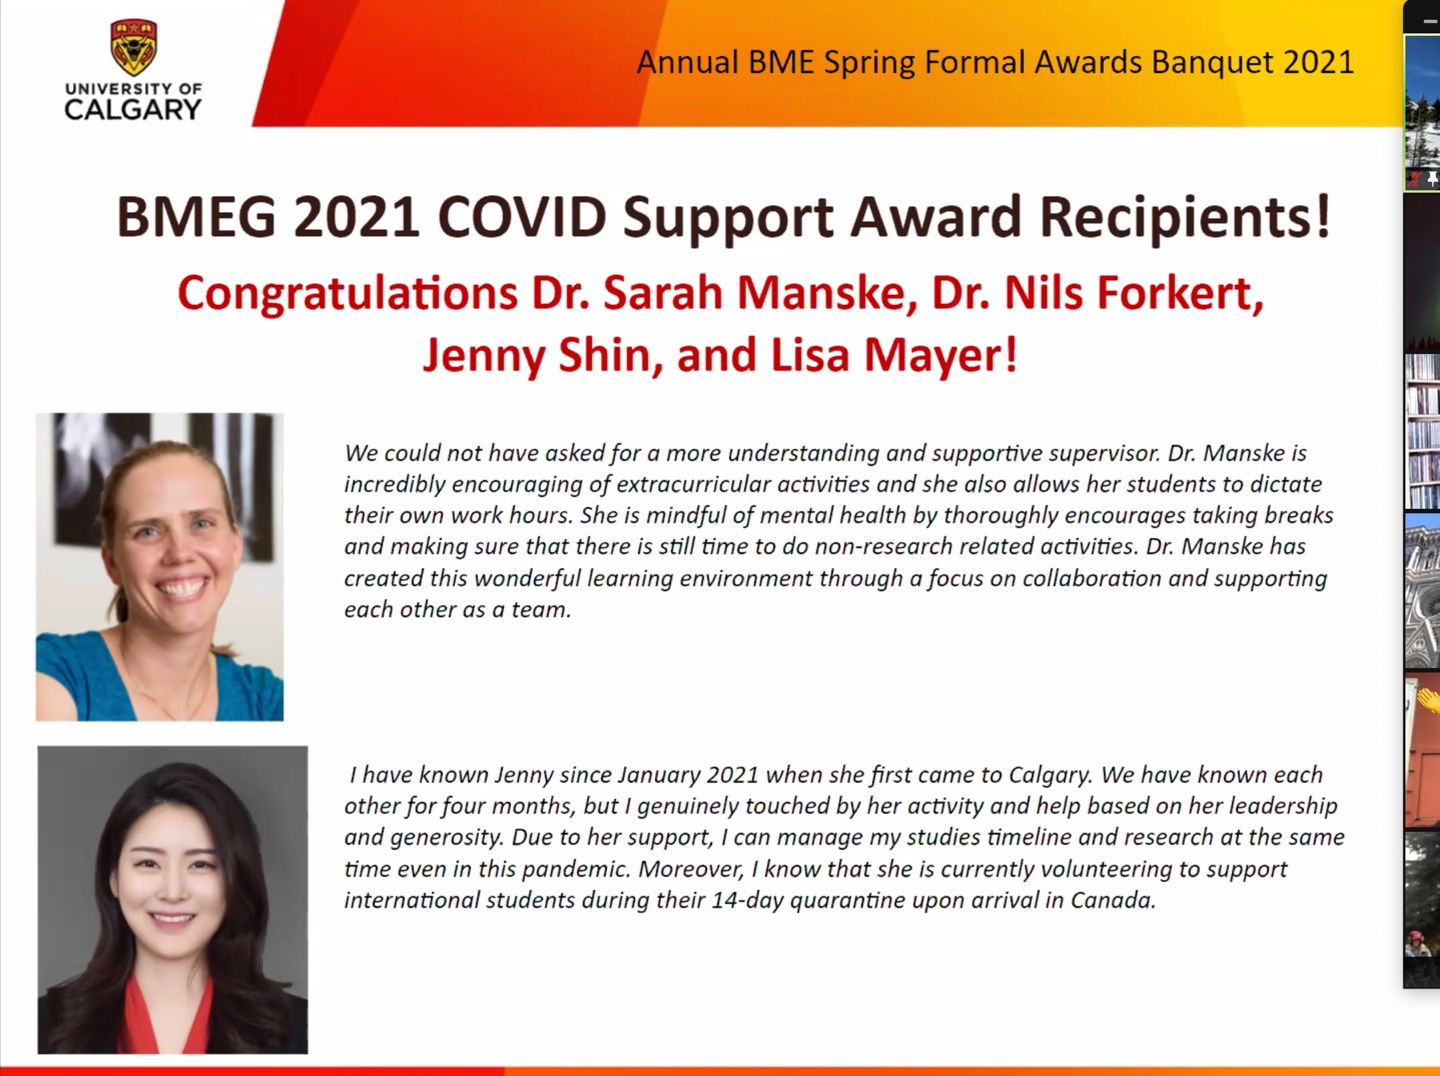 UNIVERSITY OF
CALGARY
Annual BME Spring Formal Awards Banquet 2021
BMEG 2021 COVID Support Award Recipients!
Congratulations Dr. Sarah Manske, Dr. Nils Forkert,
Jenny Shin, and Lisa Mayer!
We could not have asked for a more understanding and supportive supervisor. Dr. Manske is
incredibly encouraging of extracurricular activities and she also allows her students to dictate
their own work hours. She is mindful of mental health by thoroughly encourages taking breaks
and making sure that there is still time to do non-research related activities. Dr. Manske has
created this wonderful learning environment through a focus on collaboration and supporting
each other as a team.
I have known Jenny since January 2021 when she first came to Calgary. We have known each
other for four months, but I genuinely touched by her activity and help based on her leadership
and generosity. Due to her support, I can manage my studies timeline and research at the same
time even in this pandemic. Moreover, I know that she is currently volunteering to support
international students during their 14-day quarantine upon arrival in Canada.